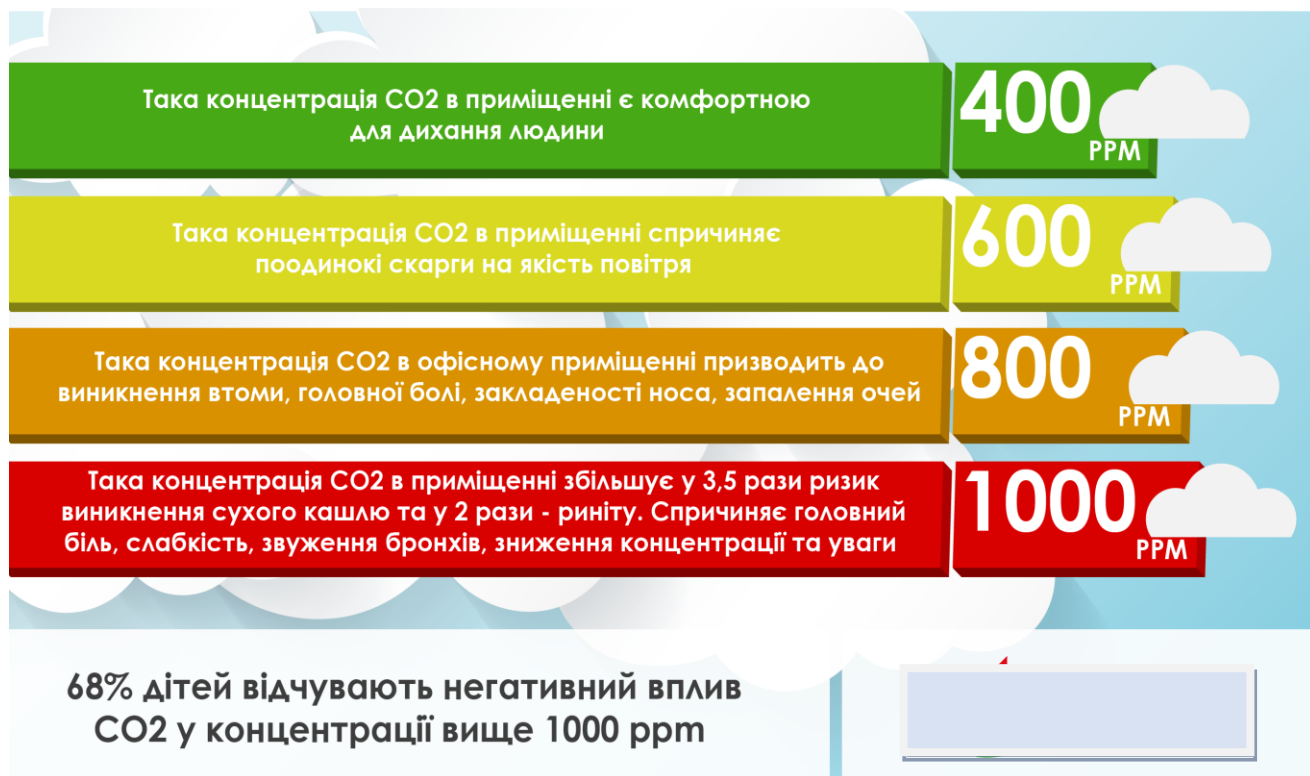 Така концентрація СО2 в приміщенні є комфортною
для дихання людини
400
PPM
Така концентрація СО2 в приміщенні спричиняє
поодинокі скарги на якість повітря
600
PPM
Така концентрація СО2 в офісному приміщенні призводить до
виникнення втоми, головної болі, закладеності носа, запалення очей
800
PPM
Така концентрація СО2 в приміщенні збільшує у 3,5 рази ризик
виникнення сухого кашлю та у 2 рази - риніту. Спричиняє головний
біль, слабкість, звуження бронхів, зниження концентрації та уваги
1000
PPM
68% дітей відчувають негативний вплив
СО2 у концентрації вище 1000 ppm